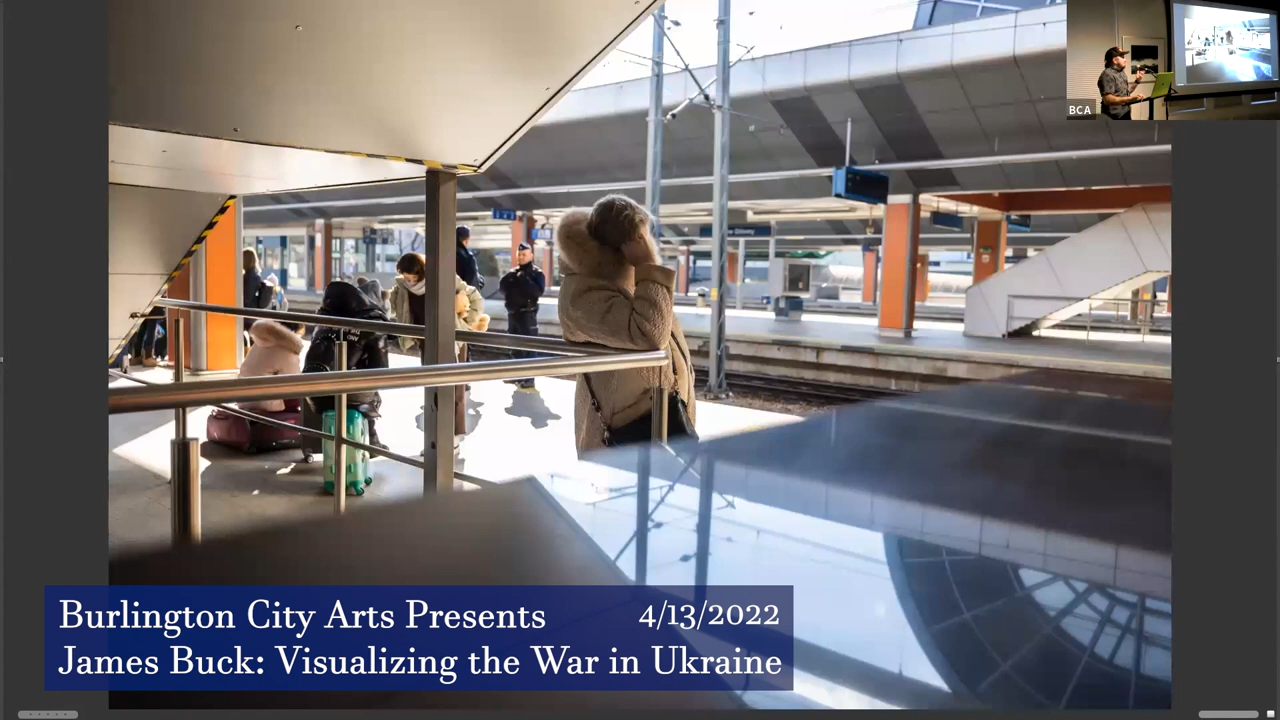 BCA
Burlington City Arts Presents 4/13/2022
James Buck: Visualizing the War in Ukraine